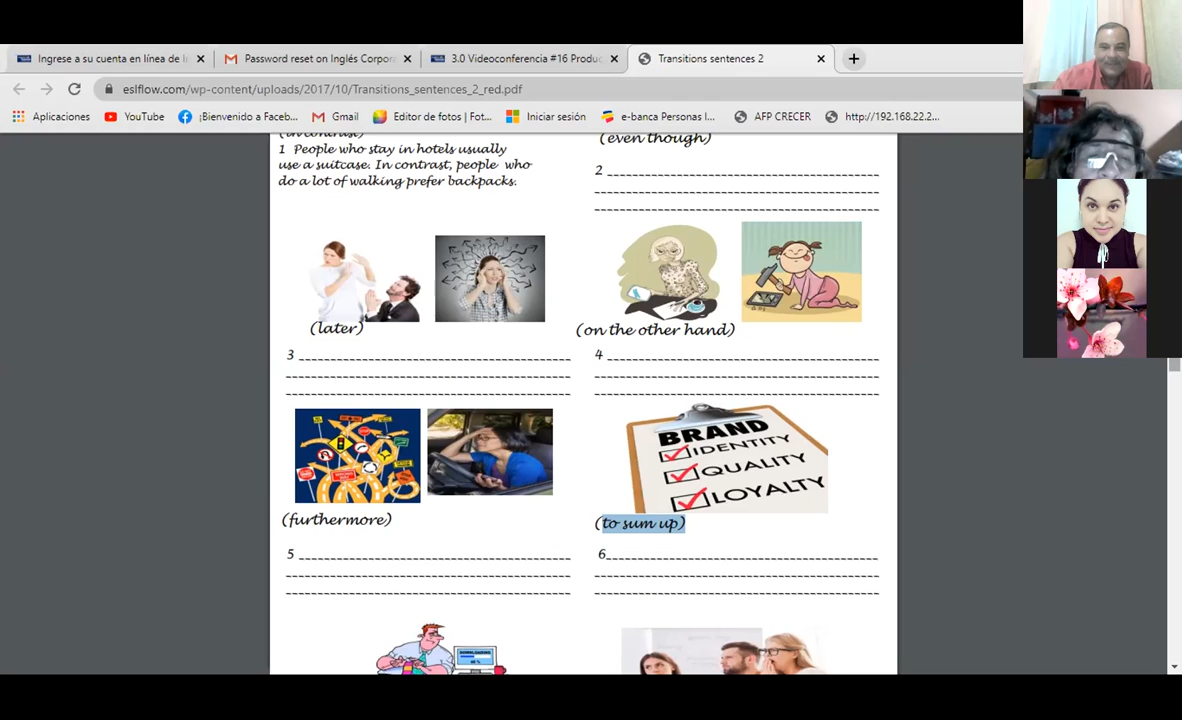 Ingrese a su cuenta en línea de I
Password reset on Inglés Corpor
3.0 Videoconferencia #16 Produ
Transitions sentences 2
eslflow.com/wp-content/uploads/2017/10/Transitions_sentences_2_red.pdf
Aplicaciones
YouTube
¡Bienvenido a Faceb...
Gmail
Editor de fotos | Fot...
Iniciar sesión
e-banca Personas I...
AFP CRECER
http://192.168.22.2...
(in contrast)
1 People who stay in hotels usually
use a suitcase. In contrast, people who
do a lot of walking prefer backpacks.
(even though)
2
(later)
3
(on the other hand)
4
(furthermore)
5
BRAND
IDENTITY
QUALITY
LOYALTY
(to sum up)
6